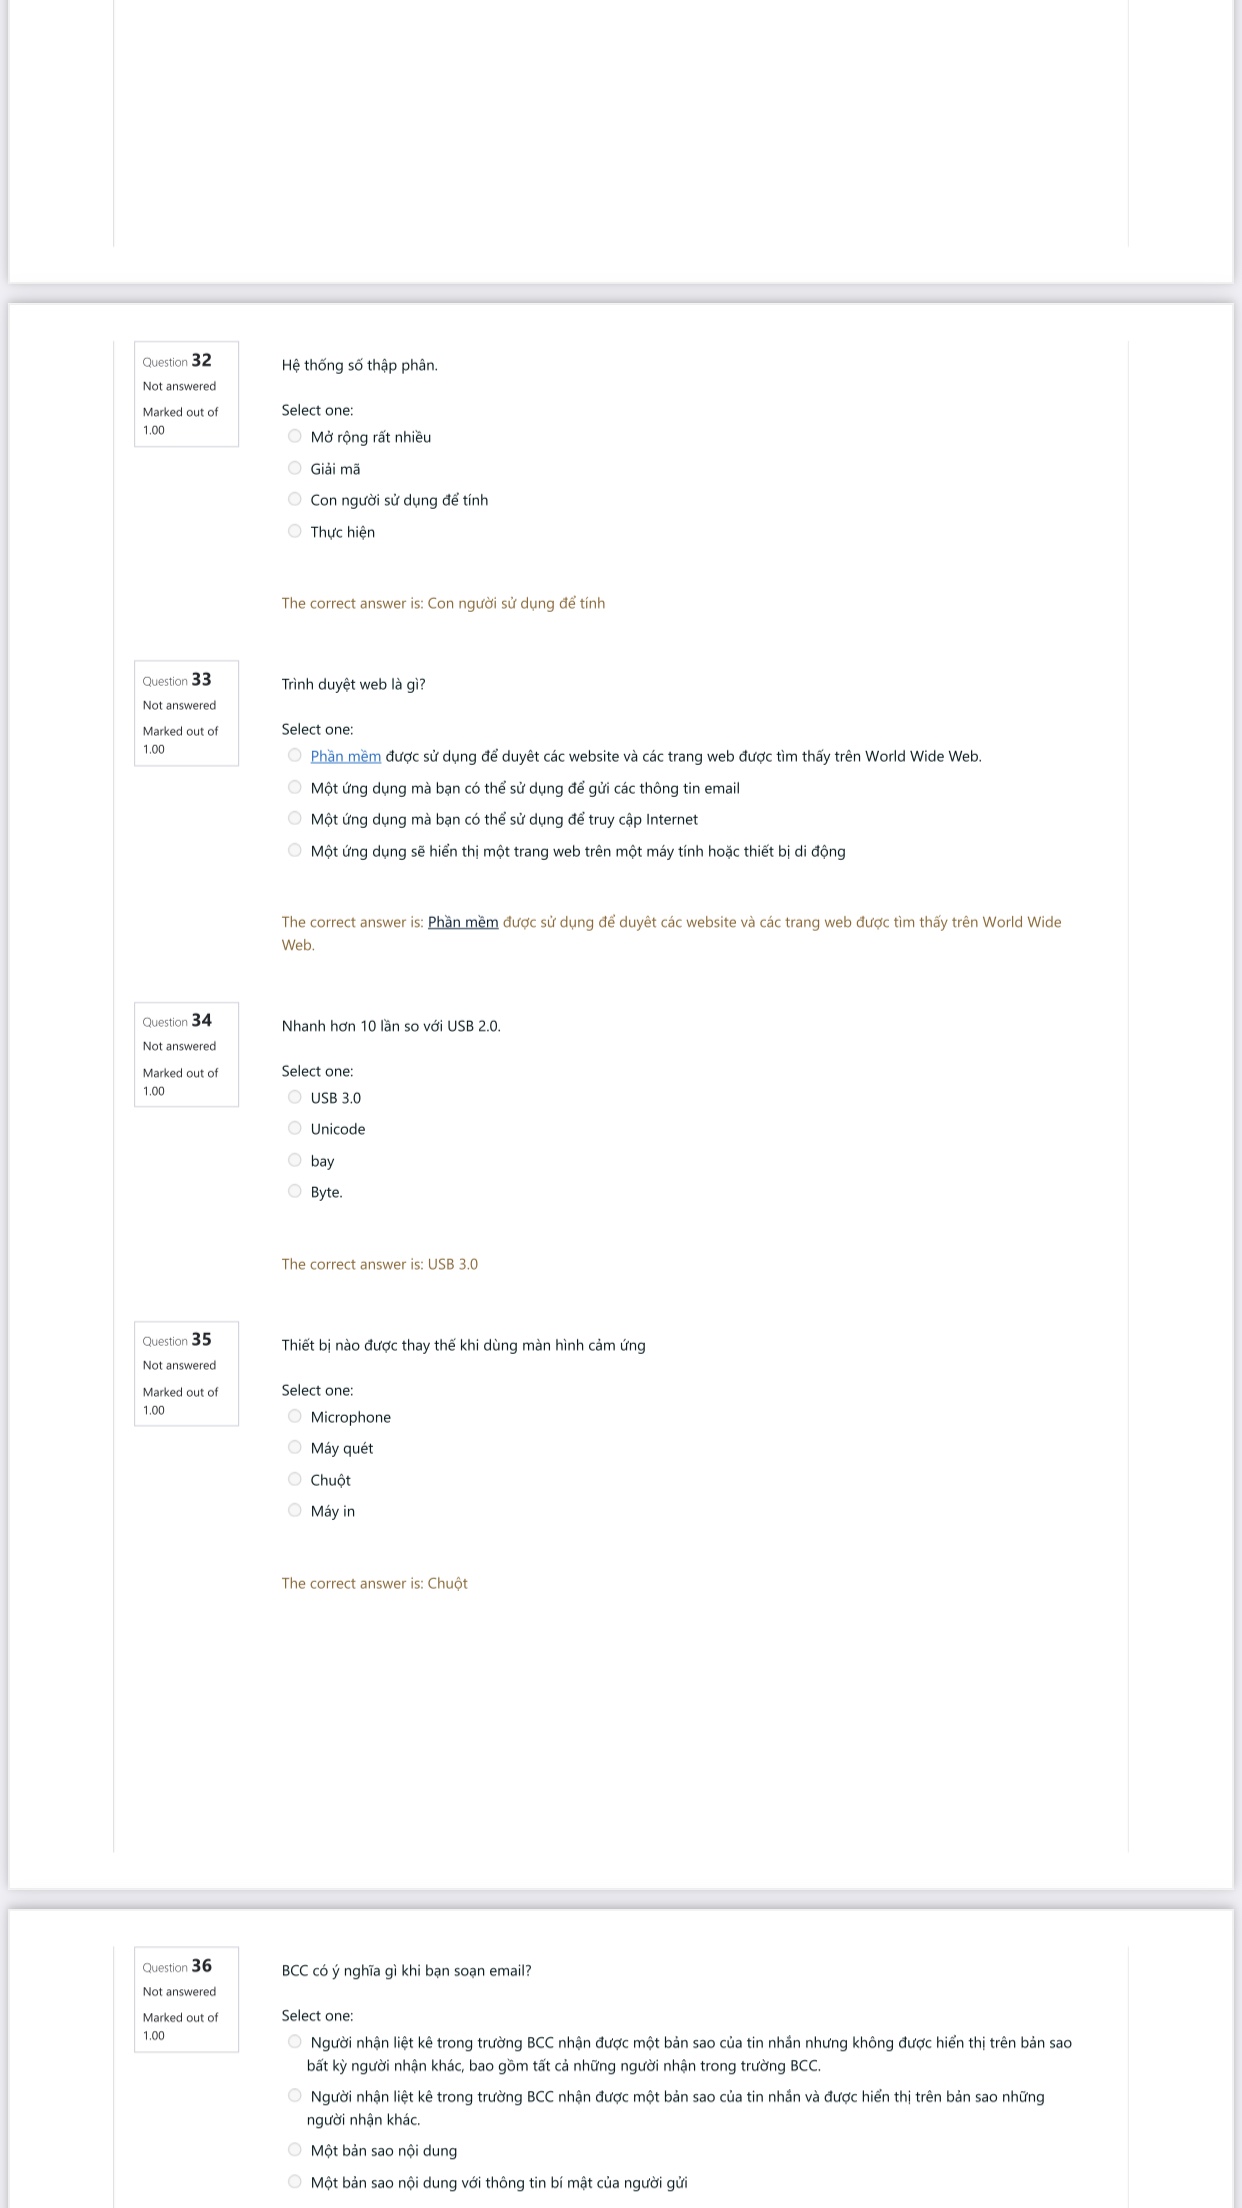 Question 32
Not answered
Marked out of
1.00
Hệ thống số thập phân.
Select one:
Mở rộng rất nhiều
Giải mã
Con người sử dụng để tính
Thực hiện
The correct answer is: Con người sử dụng để tính
Question 33
Not answered
Marked out of
1.00
Trình duyệt web là gì?
Select one:
Phần mềm được sử dụng để duyêt các website và các trang web được tìm thấy trên World Wide Web.
Một ứng dụng mà bạn có thể sử dụng để gửi các thông tin email
Một ứng dụng mà bạn có thể sử dụng để truy cập Internet
Một ứng dụng sẽ hiển thị một trang web trên một máy tính hoặc thiết bị di động
The correct answer is: Phần mềm được sử dụng để duyêt các website và các trang web được tìm thấy trên World Wide
Web.
Question 34
Not answered
Marked out of
1.00
Nhanh hơn 10 lần so với USB 2.0.
Select one:
USB 3.0
Unicode
bay
Byte.
The correct answer is: USB 3.0
Question 35
Not answered
Marked out of
1.00
Thiết bị nào được thay thế khi dùng màn hình cảm ứng
Select one:
Microphone
Máy quét
Chuột
Máy in
The correct answer is: Chuột
Question 36
Not answered
Marked out of
1.00
BCC có ý nghĩa gì khi bạn soạn email?
Select one:
Người nhận liệt kê trong trường BCC nhận được một bản sao của tin nhắn nhưng không được hiển thị trên bản sao
bất kỳ người nhận khác, bao gồm tất cả những người nhận trong trường BCC.
Người nhận liệt kê trong trường BCC nhận được một bản sao của tin nhắn và được hiển thị trên bản sao những
người nhận khác.
Một bản sao nội dung
Một bản sao nội dung với thông tin bí mật của người gửi